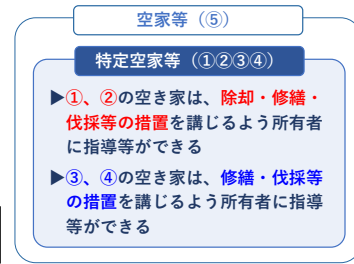 空家等（⑤）
特定空家等（①②③④）
▶①、②の空き家は、除却・修繕・
伐採等の措置を講じるよう所有者
に指導等ができる
▶③、④の空き家は、修繕・伐採等
の措置を講じるよう所有者に指導
等ができる